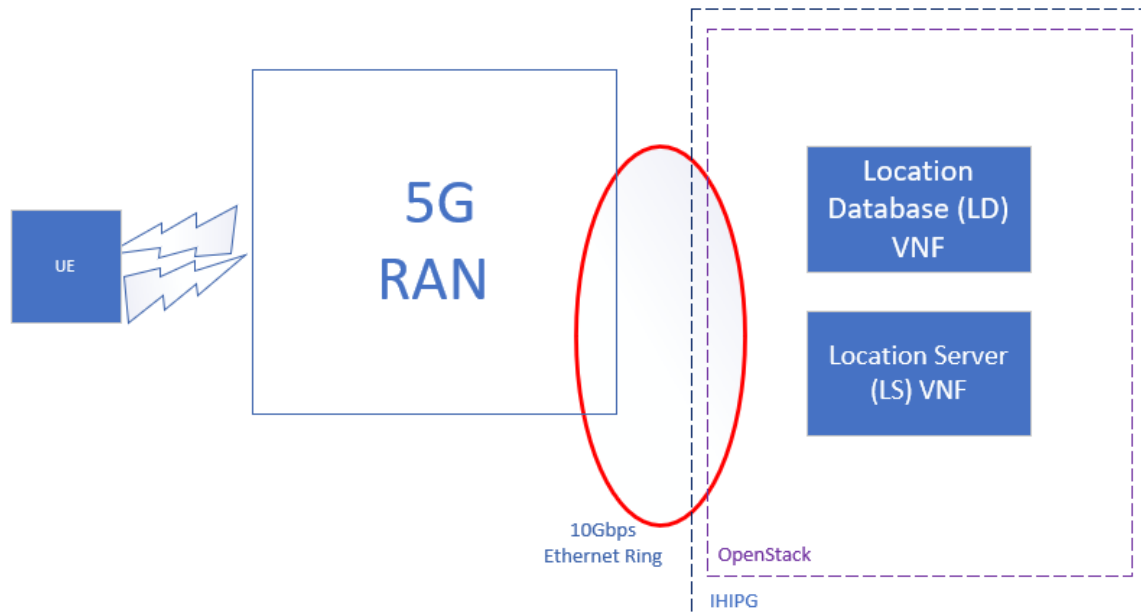 UE
5G
RAN
10Gbps
Ethernet Ring
Location
Database (LD)
VNF
Location Server
(LS) VNF
OpenStack
IHIPG